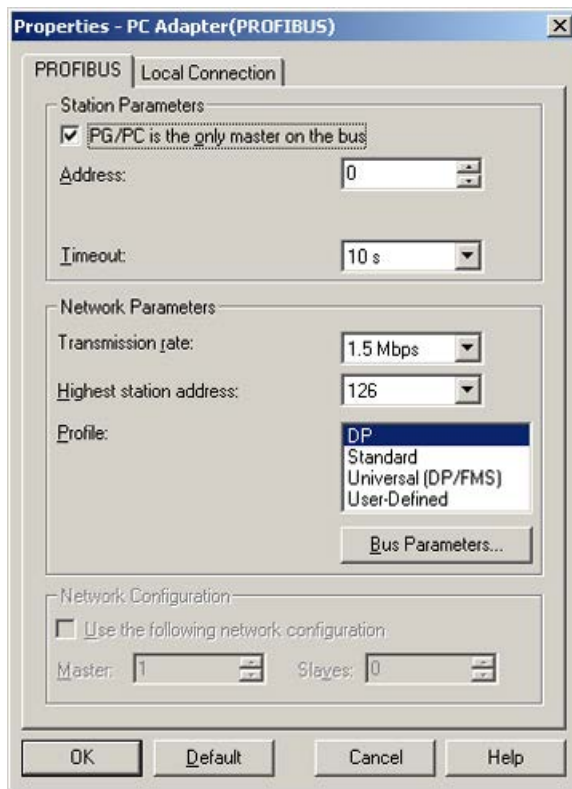 Properties - PC Adapter(PROFIBUS)
PROFIBUS Local Connection
Station Parameters
PG/PC is the only master on the bus
Address: 0
Timeout: 10 s
Network Parameters
Transmission rate: 1.5 Mbps
Highest station address: 126
Profile: DP
Standard
Universal (DP/FMS)
User-Defined
Bus Parameters...
Network Configuration
Use the following network configuration
Master: 1 Slaves: 0
OK Default Cancel Help